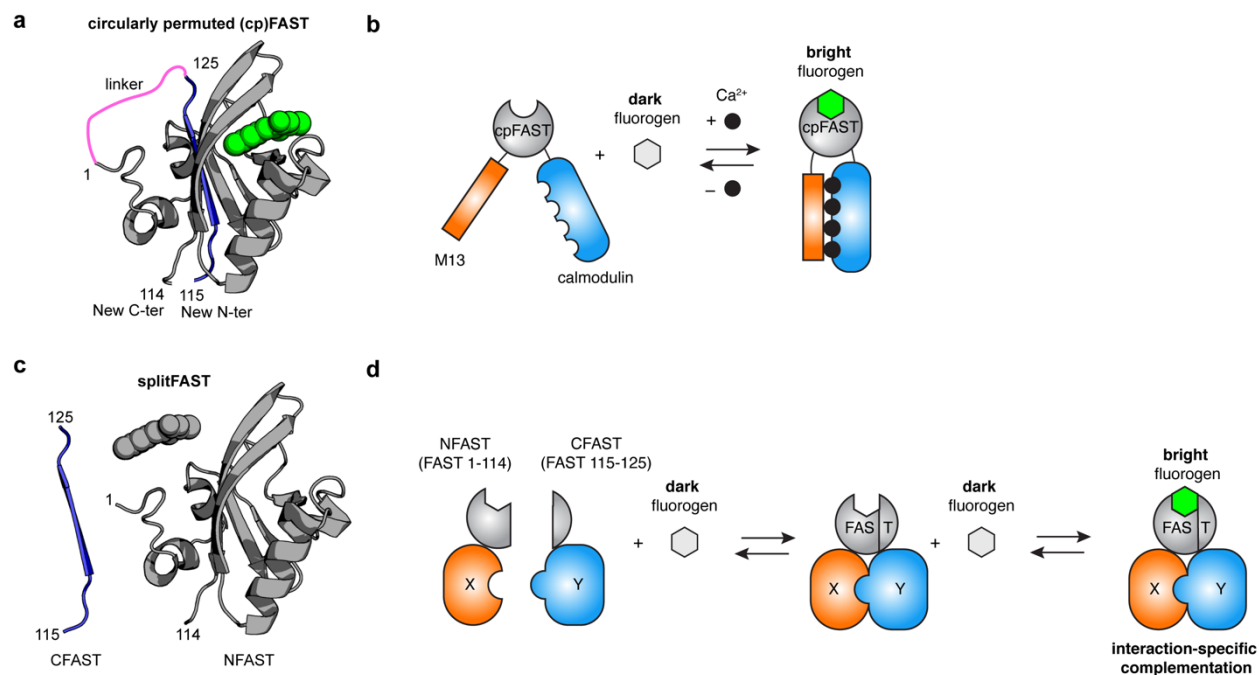 a
circularly permuted (cp)FAST
125
linker
1
114
115
New C-ter
New N-ter
b
dark
fluorogen
Ca²⁺
bright
fluorogen
cpFAST
+
+
–
cpFAST
M13
calmodulin
c
splitFAST
125
1
115
114
CFAST
NFAST
d
NFAST
(FAST 1-114)
CFAST
(FAST 115-125)
dark
fluorogen
dark
fluorogen
bright
fluorogen
+
FAS
T
+
FAS
T
X
Y
X
Y
X
Y
interaction-specific
complementation